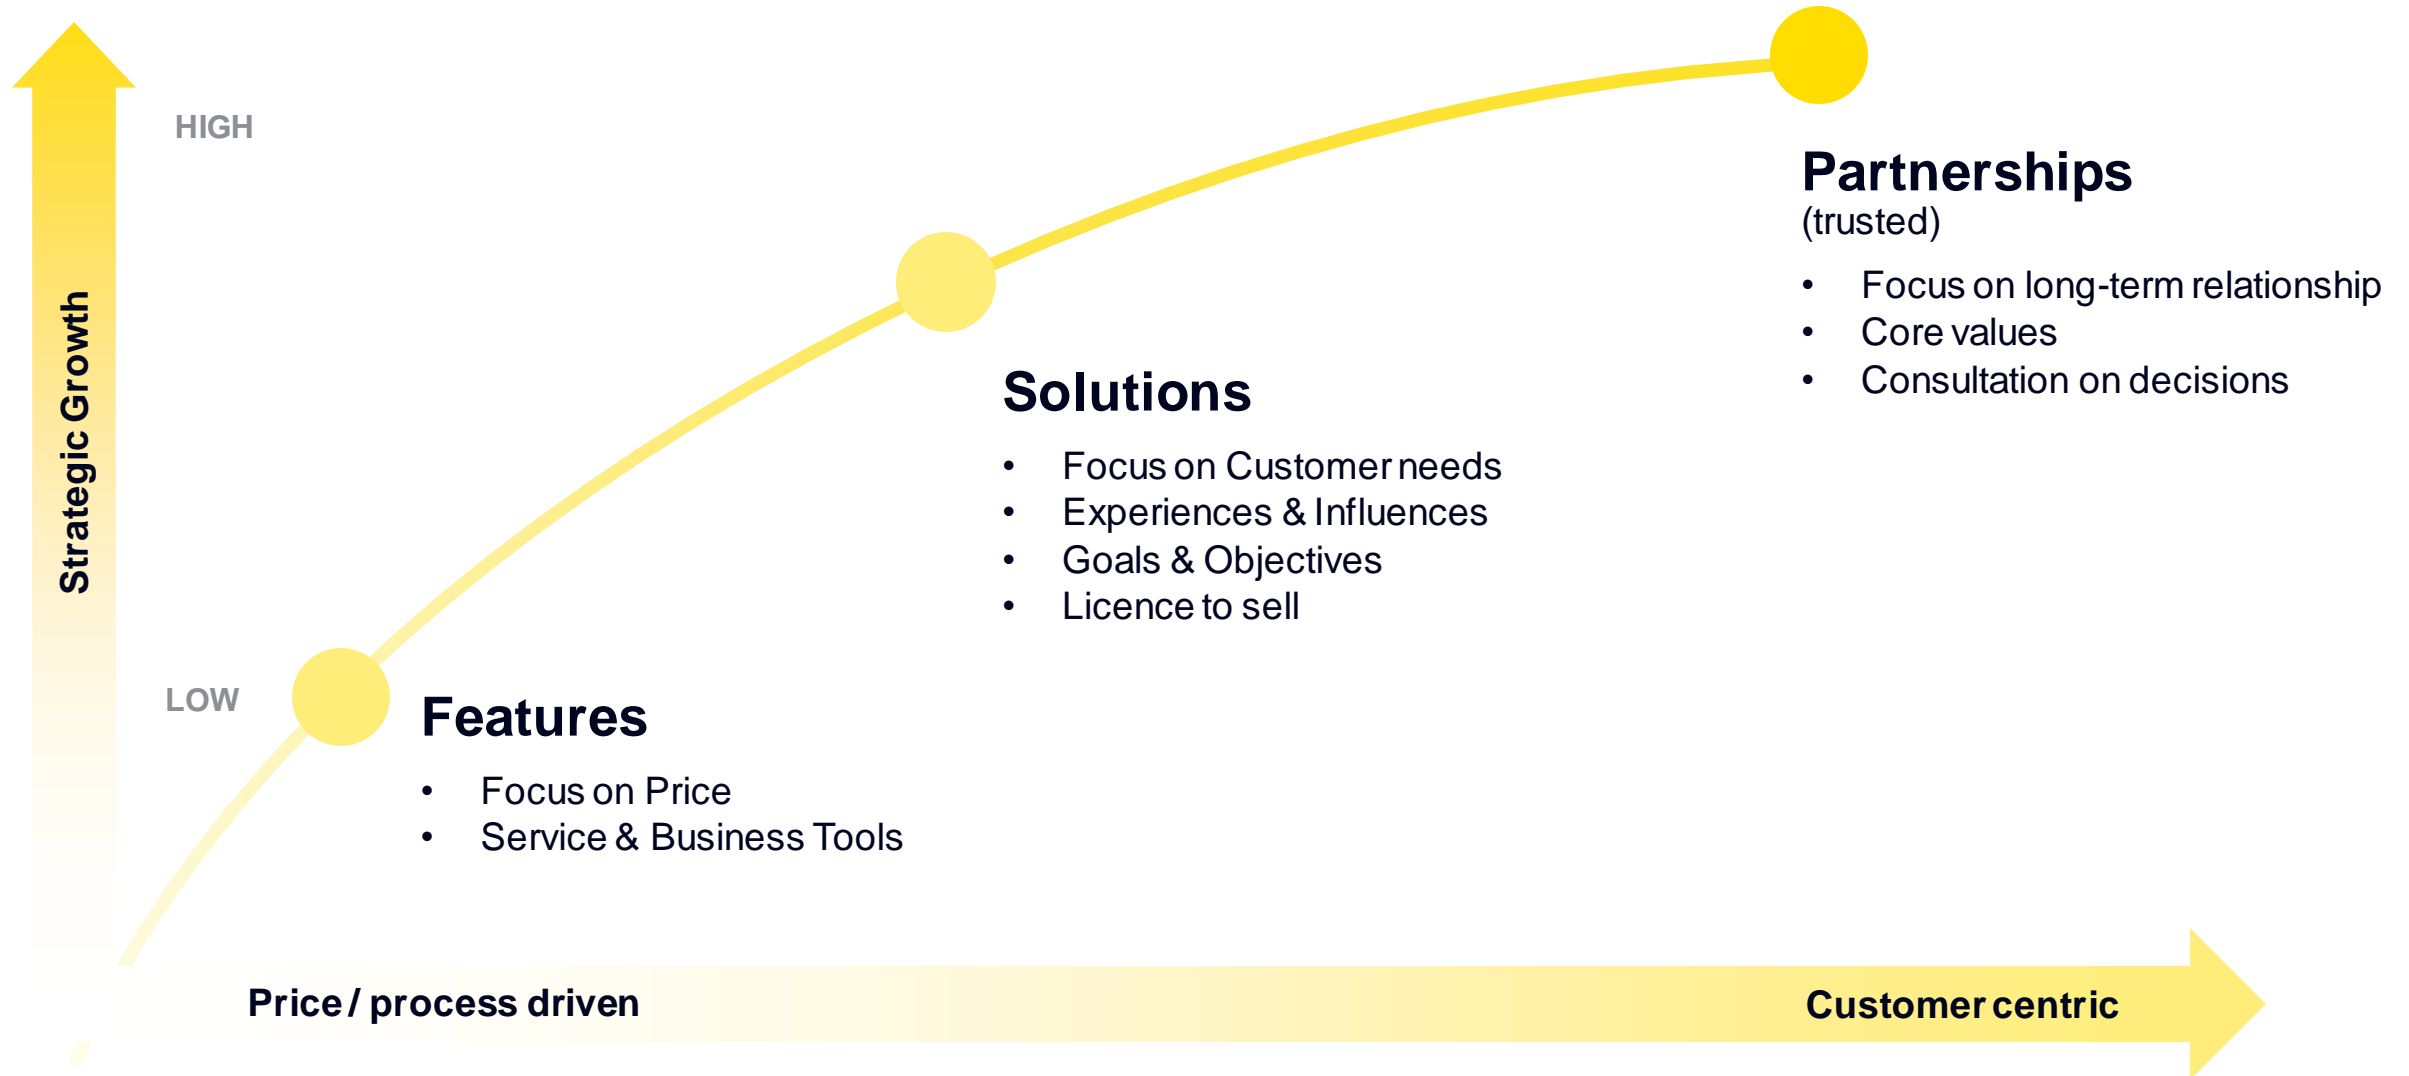 HIGH
Partnerships
(trusted)
• Focus on long-term relationship
• Core values
• Consultation on decisions
Strategic Growth
Solutions
• Focus on Customer needs
• Experiences & Influences
• Goals & Objectives
• Licence to sell
LOW
Features
• Focus on Price
• Service & Business Tools
Price / process driven
Customer centric